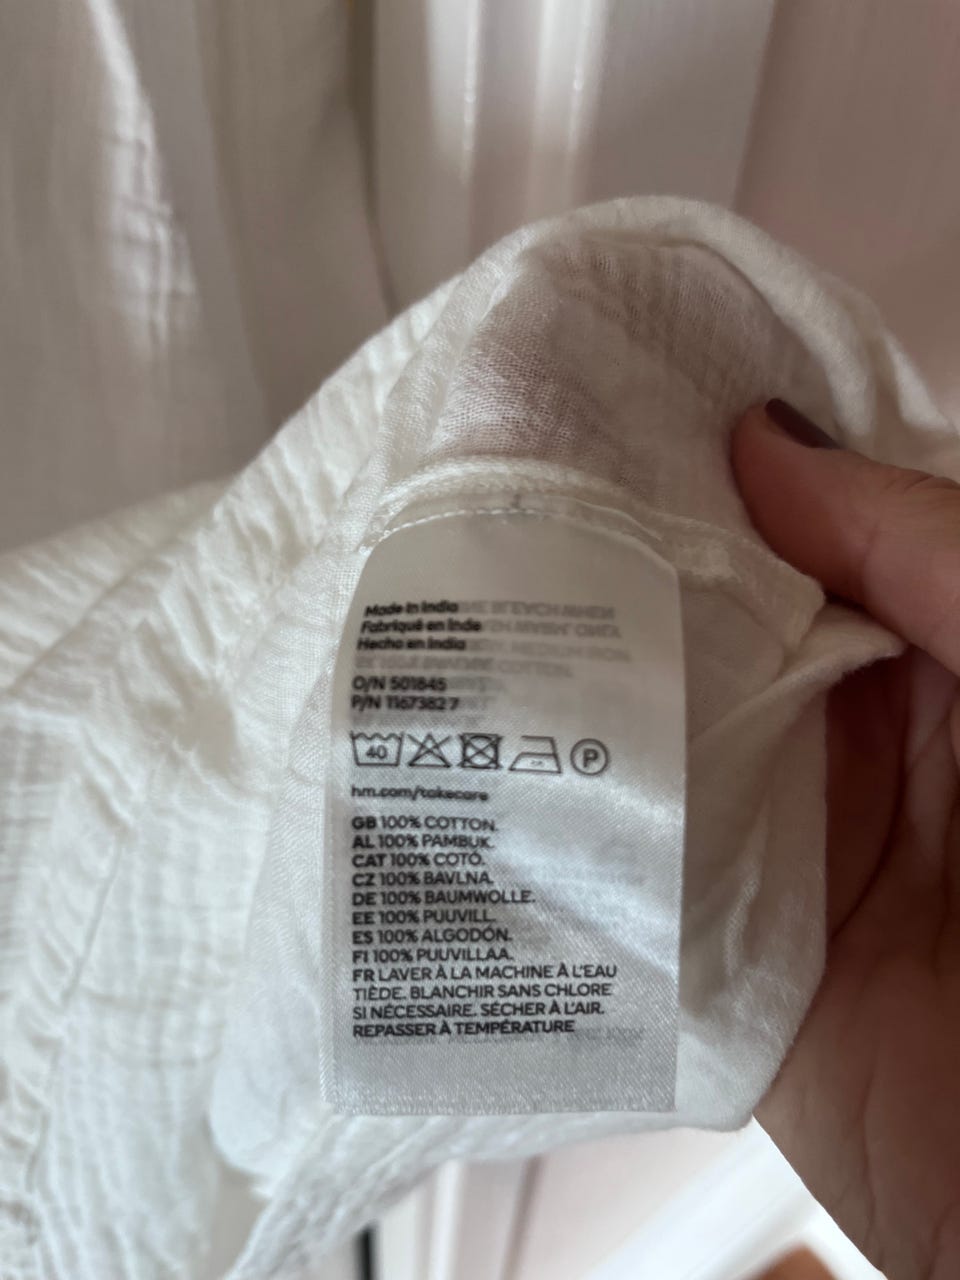 Made in India
Fabriqué en Inde
Hecho en India
O/N 501845
P/N 1167382 7
40
P
hm.com/takecare
GB 100% COTTON.
AL 100% PAMBUK.
CAT 100% COTÓ.
CZ 100% BAVLNA.
DE 100% BAUMWOLLE.
EE 100% PUUVILL.
ES 100% ALGODÓN.
FI 100% PUUVILLAA.
FR LAVER À LA MACHINE À L'EAU
TIÈDE. BLANCHIR SANS CHLORE
SI NÉCESSAIRE. SÉCHER À L'AIR.
REPASSER À TEMPÉRATURE